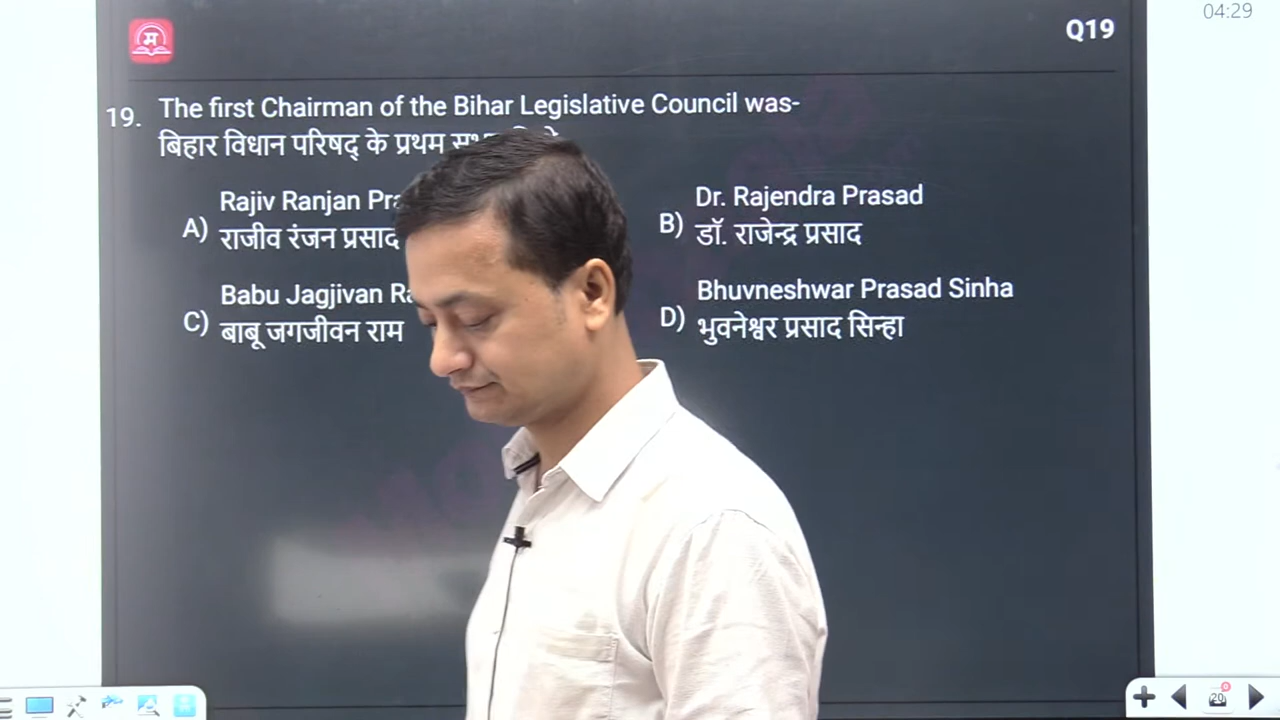 04:29
म
Q19
19. The first Chairman of the Bihar Legislative Council was-
बिहार विधान परिषद् के प्रथम
A) Rajiv Ranjan
राजीव रंजन प्रसाद
B) Dr. Rajendra Prasad
डॉ. राजेन्द्र प्रसाद
C) Babu Jagjivan
बाबू जगजीवन राम
D) Bhuvneshwar Prasad Sinha
भुवनेश्वर प्रसाद सिन्हा
20